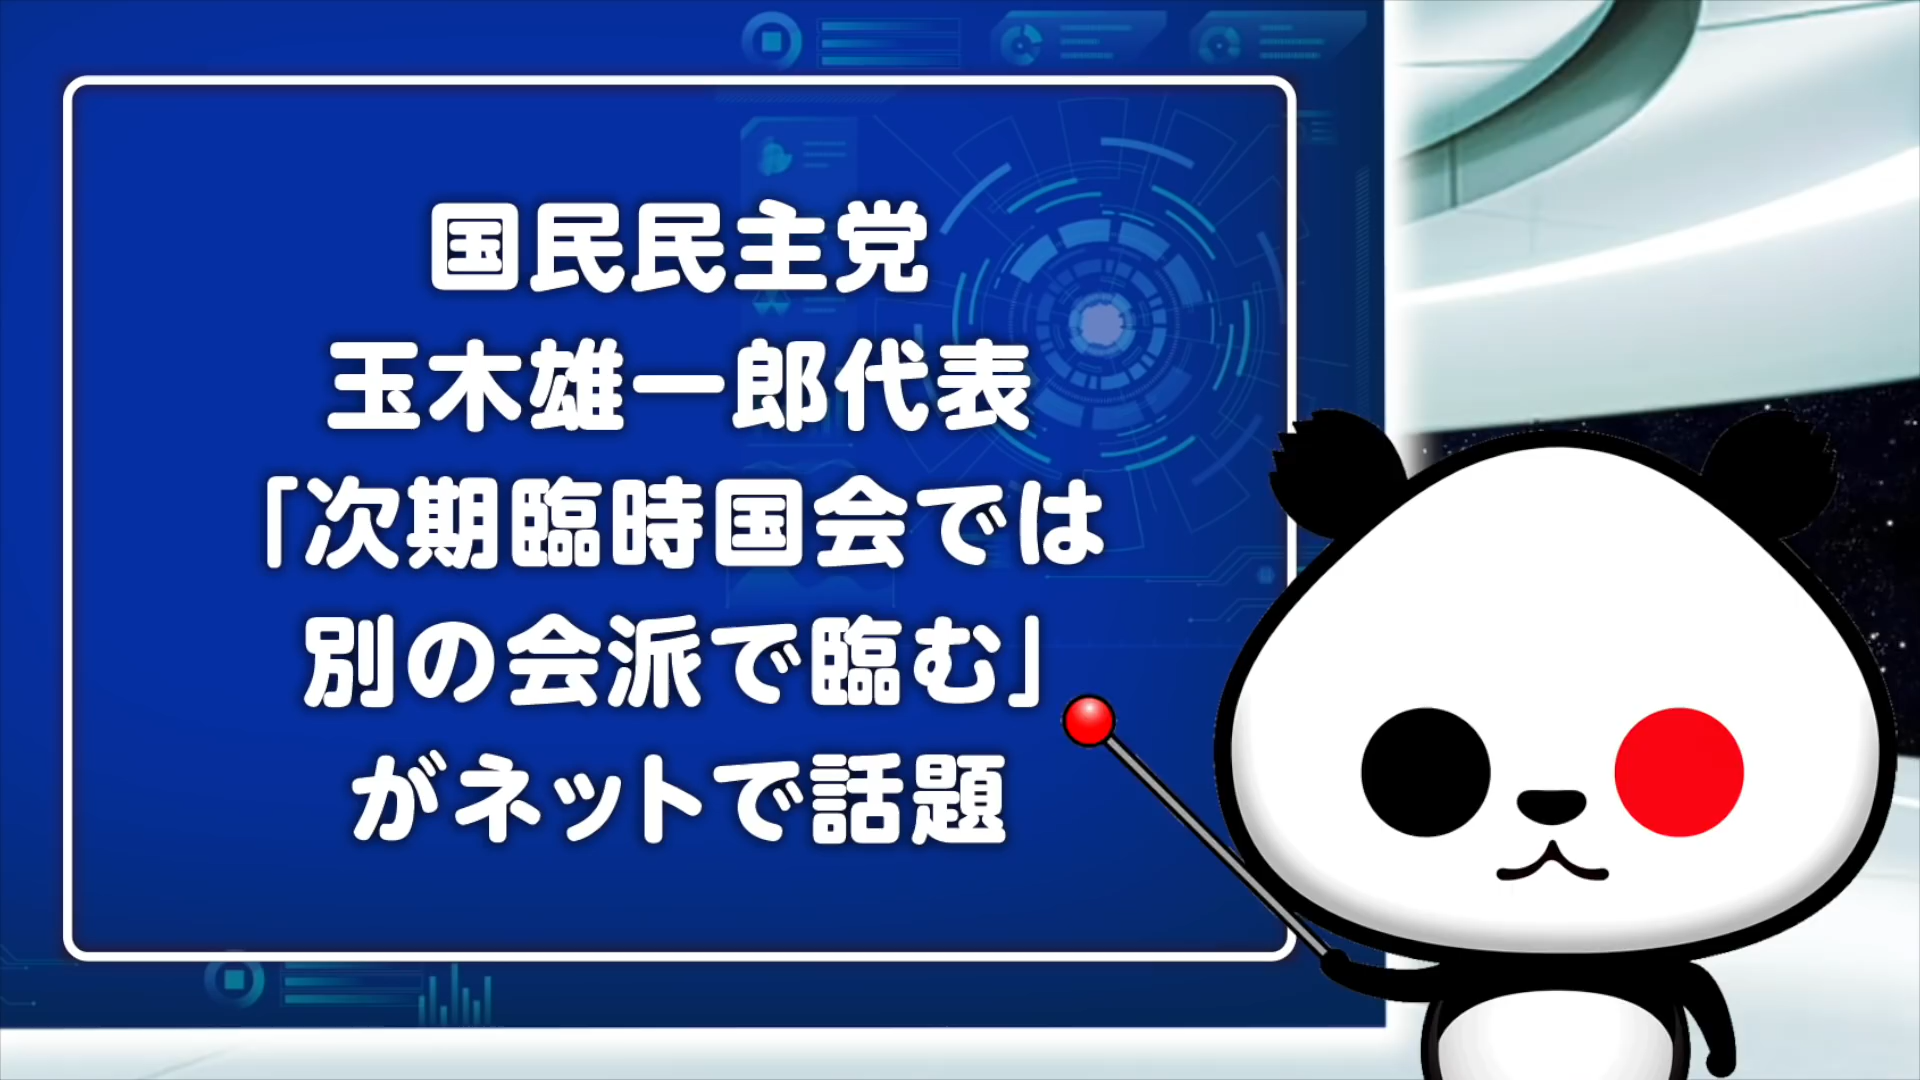 国民民主党
玉木雄一郎代表
「次期臨時国会では
別の会派で臨む」
がネットで話題